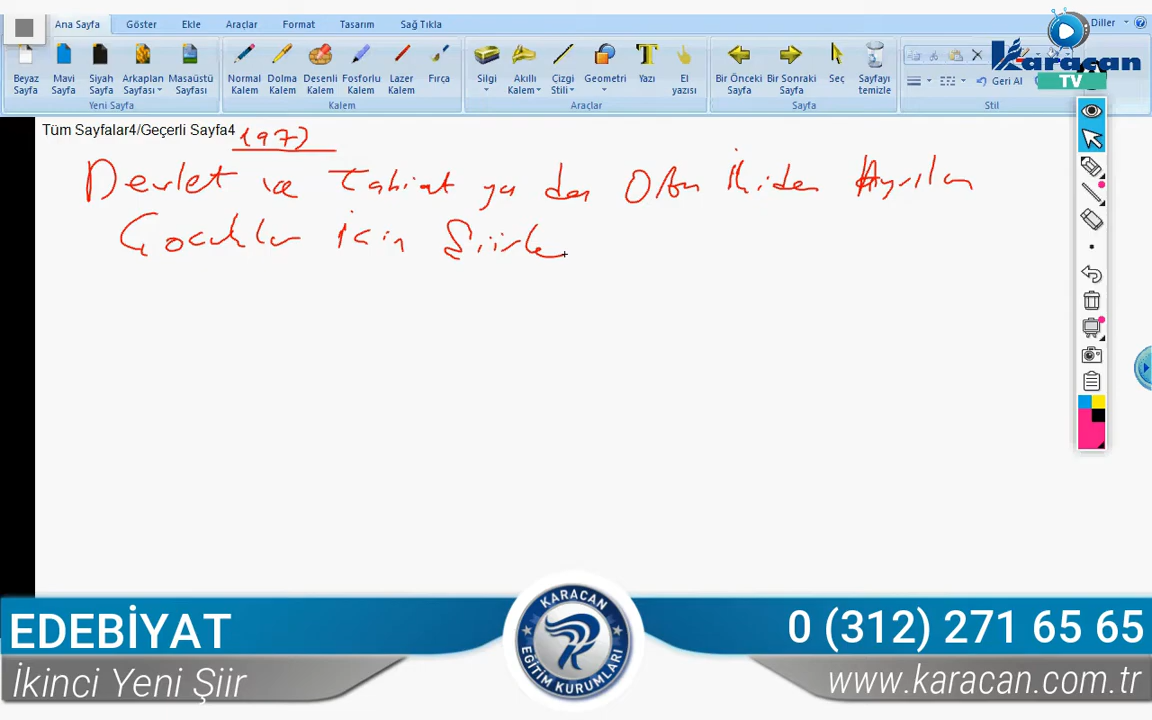 Ana Sayfa Göster Ekle Araçlar Format Tasarım Sağ Tıkla Diller
Beyaz Sayfa Mavi Sayfa Siyah Sayfa Arkaplan Sayfası Masaüstü Sayfası Normal Kalem Dolma Kalem Desenli Kalem Fosforlu Kalem Lazer Kalem Fırça Silgi Akıllı Kalem Çizgi Stili Geometri Yazı El yazısı Bir Önceki Sayfa Bir Sonraki Sayfa Seç Sayfayı temizle Geri Al
Yeni Sayfa Kalem Araçlar Sayfa Stil
Karacan
TV
Tüm Sayfalar4/Geçerli Sayfa4
Devlet ve Tabiat ya da Orta İkiden Ayrılan
Çocuklar İçin Şiirle
EDEBİYAT
İkinci Yeni Şiir
KARACAN
EĞİTİM KURUMLARI
0 (312) 271 65 65
www.karacan.com.tr